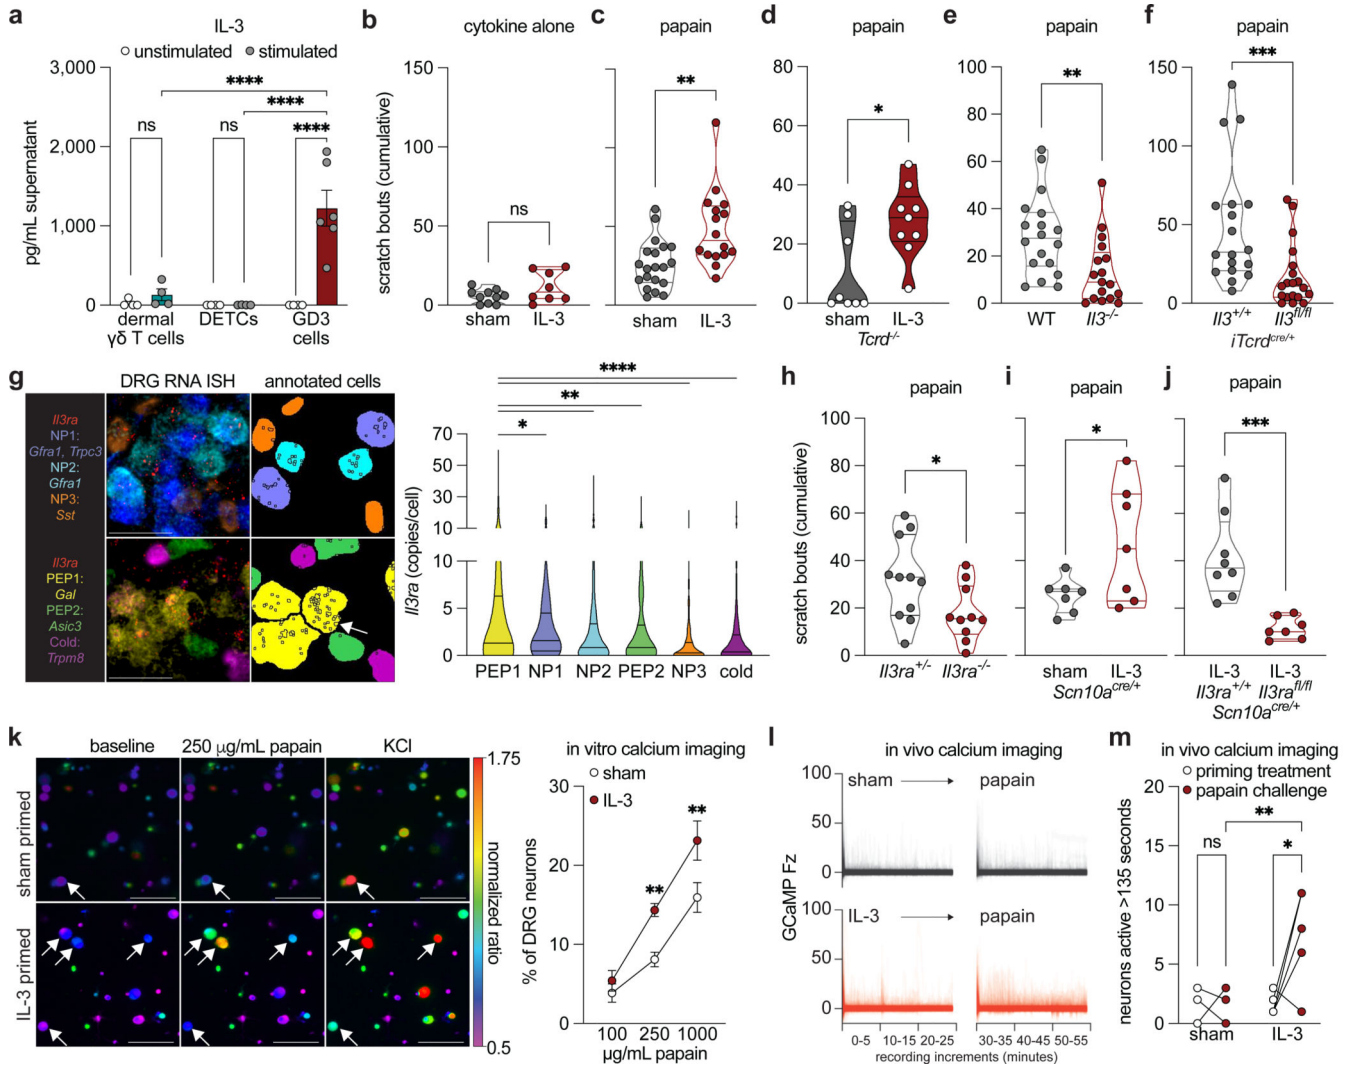 a
IL-3
unstimulated stimulated
pg/mL supernatant
3,000
2,000
1,000
0
ns
ns
****
****
****
dermal γδ T cells
DETCs
GD3 cells
b
cytokine alone
scratch bouts (cumulative)
150
100
50
0
ns
sham IL-3
c
papain
**
sham IL-3
d
papain
80
60
40
20
0
*
sham IL-3
Tcrd-/-
e
papain
100
80
60
40
20
0
**
WT Il3-/-
f
papain
150
100
50
0
***
Il3+/+ Il3fl/fl
iTcrdcre/+
g
DRG RNA ISH annotated cells
Il3ra
NP1:
Gfra1, Trpc3
NP2:
Gfra1
NP3:
Sst
Il3ra
PEP1:
Gal
PEP2:
Asic3
Cold:
Trpm8
Il3ra (copies/cell)
70
50
30
10
10
5
0
****
**
*
PEP1 NP1 NP2 PEP2 NP3 cold
h
papain
scratch bouts (cumulative)
100
80
60
40
20
0
*
Il3ra+/- Il3ra-/-
i
papain
*
sham IL-3
Scn10acre/+
j
papain
***
IL-3 IL-3
Il3ra+/+ Il3rafl/fl
Scn10acre/+
k
baseline 250 µg/mL papain KCl
sham primed
IL-3 primed
1.75
normalized ratio
0.5
in vitro calcium imaging
sham
IL-3
% of DRG neurons
30
20
10
0
**
**
100 250 1000
µg/mL papain
l
in vivo calcium imaging
GCaMP Fz
100
50
0
sham papain
100
50
0
IL-3 papain
0-5 10-15 20-25 30-35 40-45 50-55
recording increments (minutes)
m
in vivo calcium imaging
priming treatment
papain challenge
neurons active >135 seconds
20
15
10
5
0
**
ns
*
sham IL-3